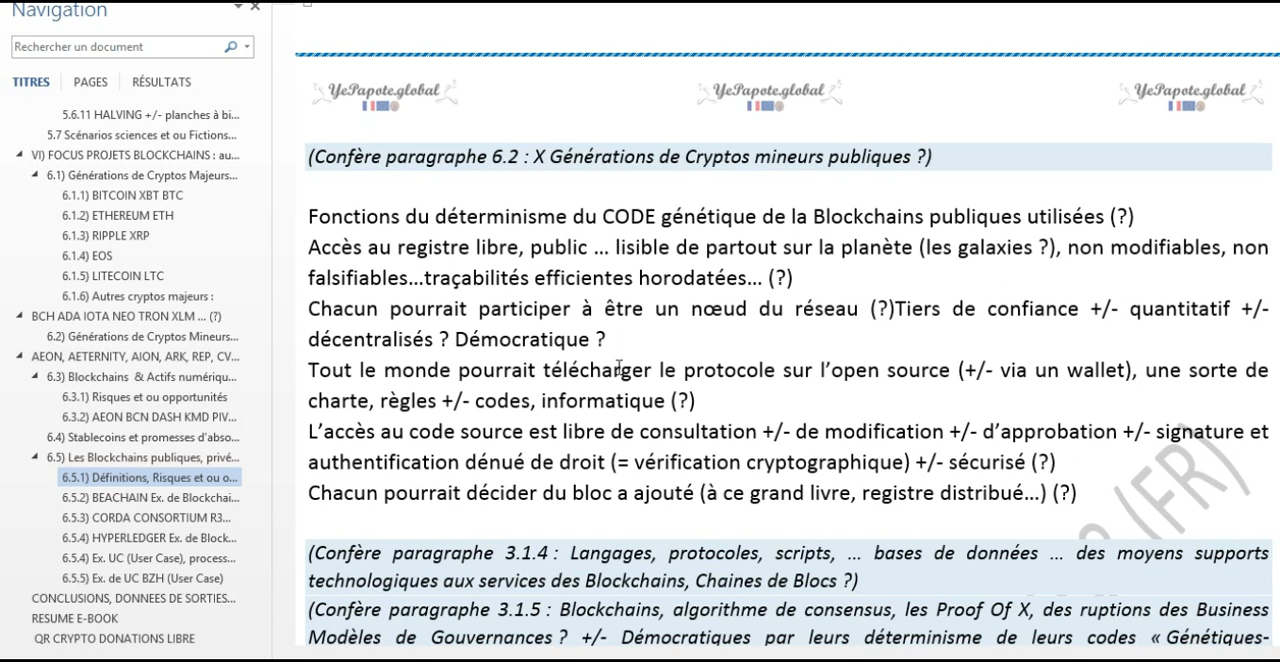 Navigation
Rechercher un document
TITRES PAGES RÉSULTATS
5.6.11 HALVING +/- planches à bi...
5.7 Scénarios sciences et ou Fictions...
VI) FOCUS PROJETS BLOCKCHAINS : au...
6.1) Générations de Cryptos Majeurs...
6.1.1) BITCOIN XBT BTC
6.1.2) ETHEREUM ETH
6.1.3) RIPPLE XRP
6.1.4) EOS
6.1.5) LITECOIN LTC
6.1.6) Autres cryptos majeurs :
BCH ADA IOTA NEO TRON XLM ... (?)
6.2) Générations de Cryptos Mineurs...
AEON, AETERNITY, AION, ARK, REP, CV...
6.3) Blockchains & Actifs numériqu...
6.3.1) Risques et ou opportunités
6.3.2) AEON BCN DASH KMD PIV...
6.4) Stablecoins et promesses d'abso...
6.5) Les Blockchains publiques, privé...
6.5.1) Définitions, Risques et ou o...
6.5.2) BEACHAIN Ex. de Blockchai...
6.5.3) CORDA CONSORTIUM R3...
6.5.4) HYPERLEDGER Ex. de Block...
6.5.4) Ex. UC (User Case), process...
6.5.5) Ex. de UC BZH (User Case)
CONCLUSIONS, DONNEES DE SORTIES...
RESUME E-BOOK
QR CRYPTO DONATIONS LIBRE
YePapote.global YePapote.global YePapote.global
(Confère paragraphe 6.2 : X Générations de Cryptos mineurs publiques ?)
Fonctions du déterminisme du CODE génétique de la Blockchains publiques utilisées (?)
Accès au registre libre, public ... lisible de partout sur la planète (les galaxies ?), non modifiables, non
falsifiables...traçabilités efficientes horodatées... (?)
Chacun pourrait participer à être un nœud du réseau (?)Tiers de confiance +/- quantitatif +/-
décentralisés ? Démocratique ?
Tout le monde pourrait télécharger le protocole sur l'open source (+/- via un wallet), une sorte de
charte, règles +/- codes, informatique (?)
L'accès au code source est libre de consultation +/- de modification +/- d'approbation +/- signature et
authentification dénué de droit (= vérification cryptographique) +/- sécurisé (?)
Chacun pourrait décider du bloc a ajouté (à ce grand livre, registre distribué...) (?)
(FR)
(Confère paragraphe 3.1.4 : Langages, protocoles, scripts, ... bases de données ... des moyens supports
technologiques aux services des Blockchains, Chaines de Blocs ?)
(Confère paragraphe 3.1.5 : Blockchains, algorithme de consensus, les Proof Of X, des ruptions des Business
Modèles de Gouvernances ? +/- Démocratiques par leurs déterminisme de leurs codes « Génétiques-